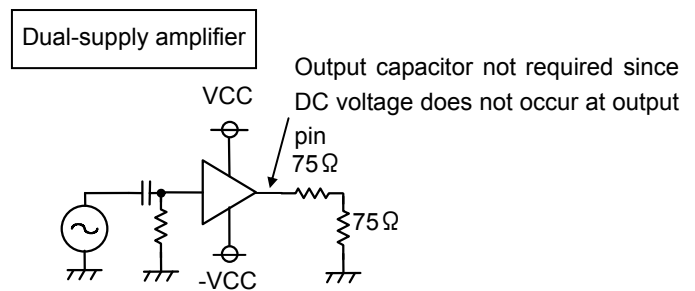 Dual-supply amplifier
Output capacitor not required since
DC voltage does not occur at output
pin
VCC
75Ω
75Ω
-VCC